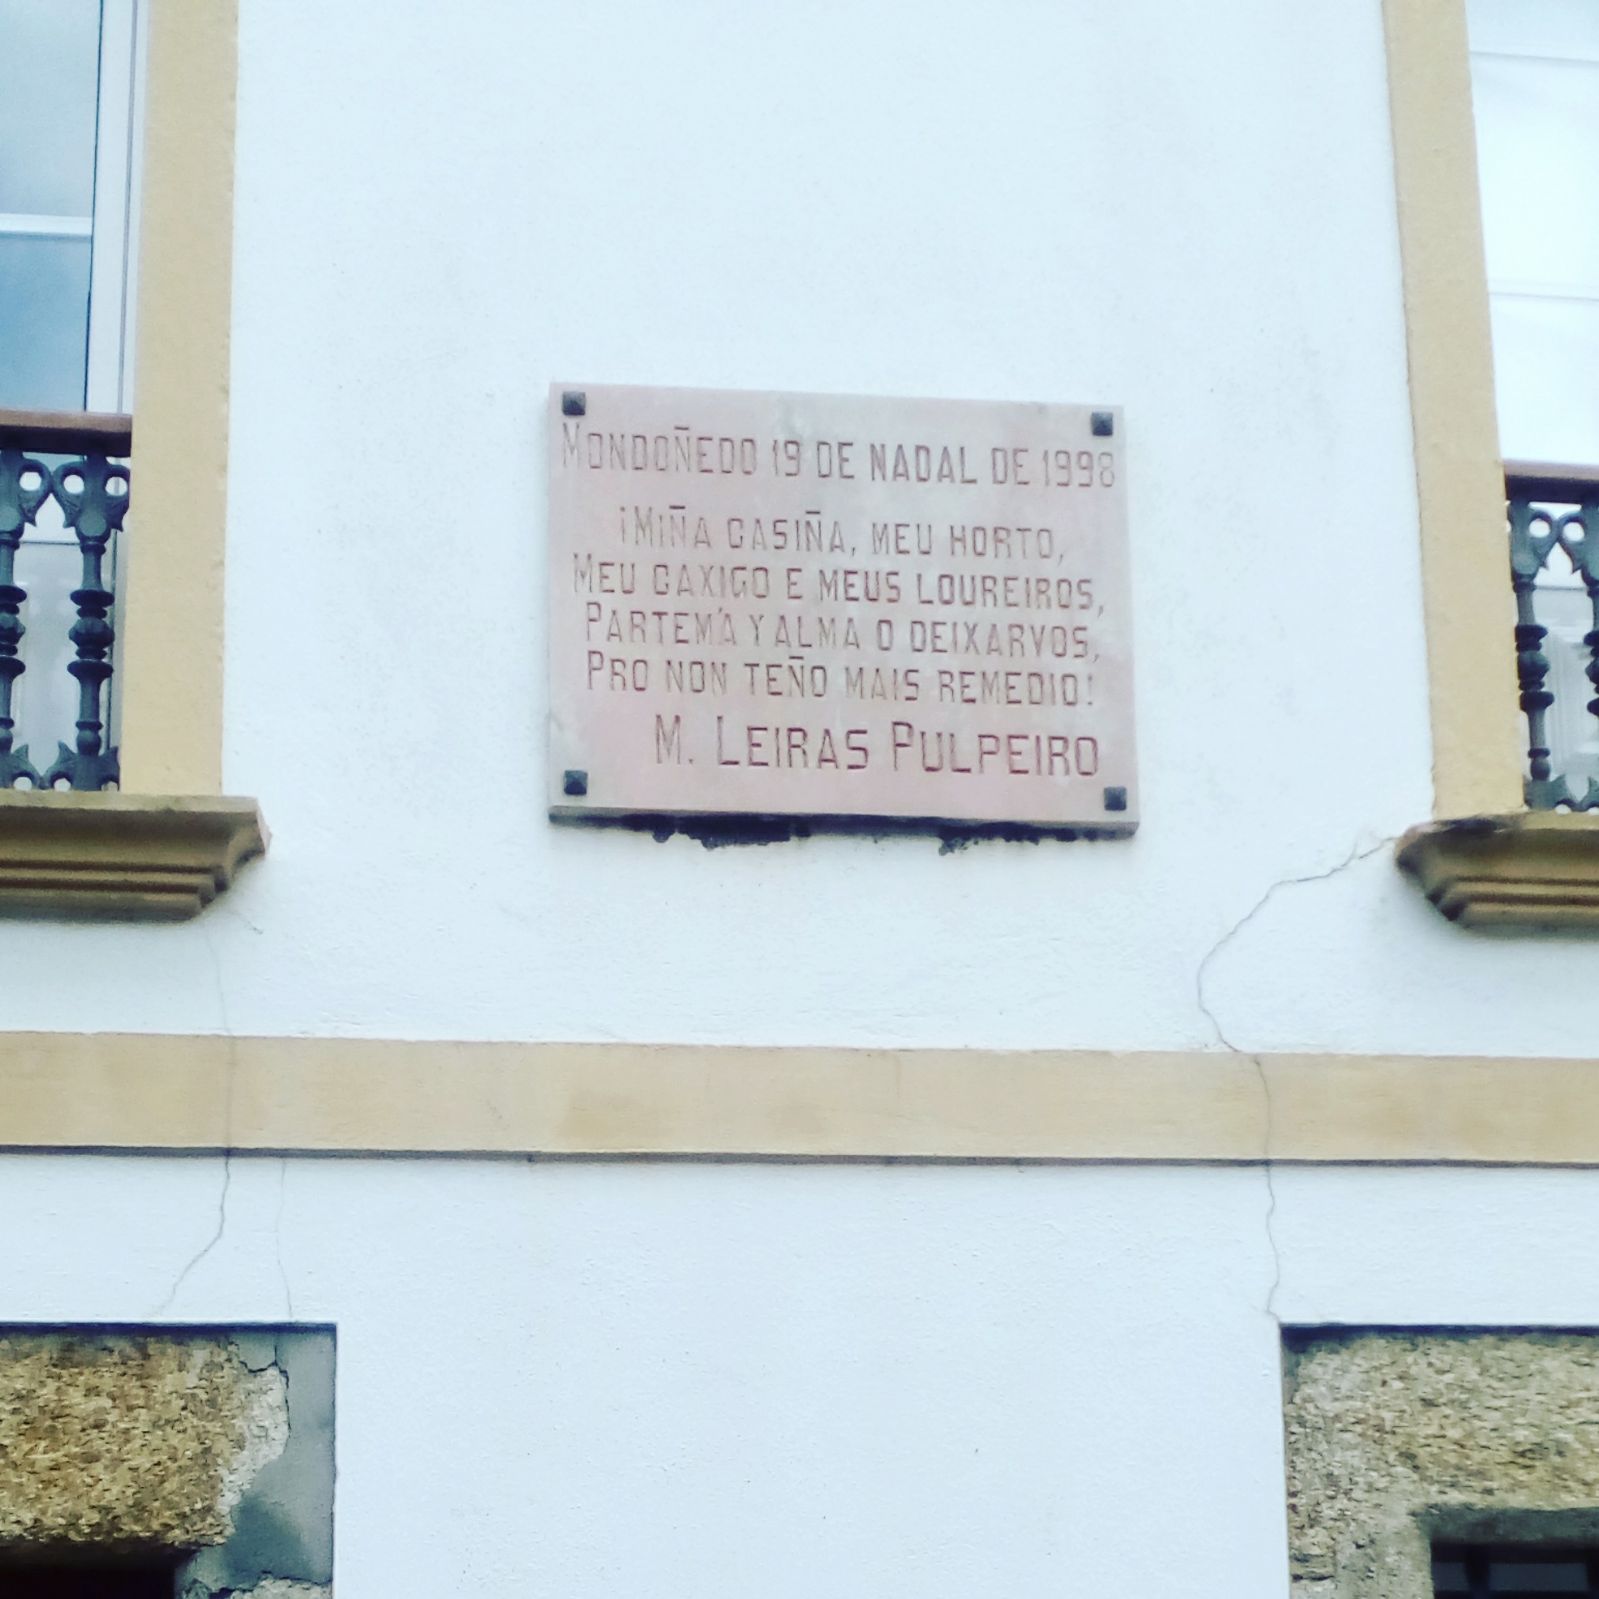 MONDOÑEDO 19 DE NADAL DE 1998
¡MIÑA CASIÑA, MEU HORTO,
MEU CAXIGO E MEUS LOUREIROS,
PARTEM'A Y ALMA O DEIXARVOS,
PRO NON TEÑO MAIS REMEDIO!
M. LEIRAS PULPEIRO